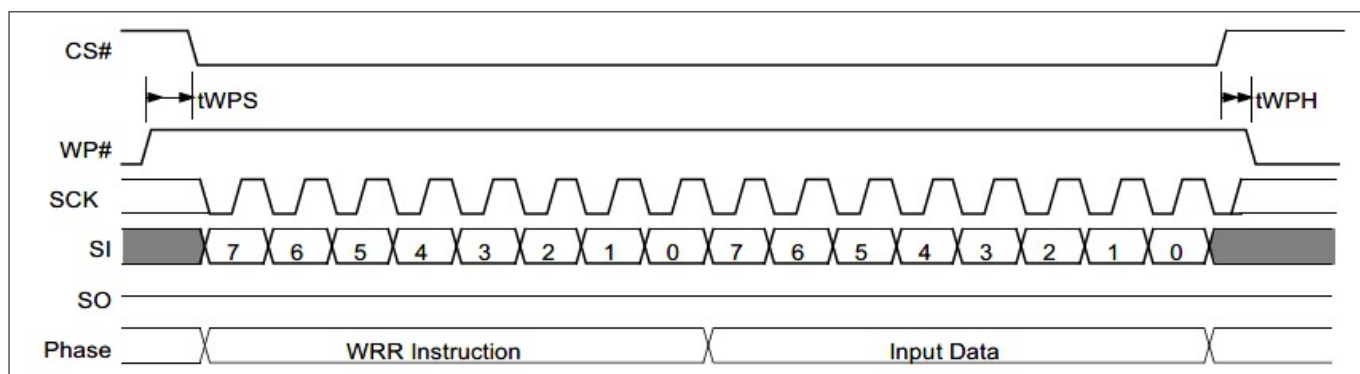 CS#
tWPS tWPH
WP#
SCK
SI 7 6 5 4 3 2 1 0 7 6 5 4 3 2 1 0
SO
Phase WRR Instruction Input Data